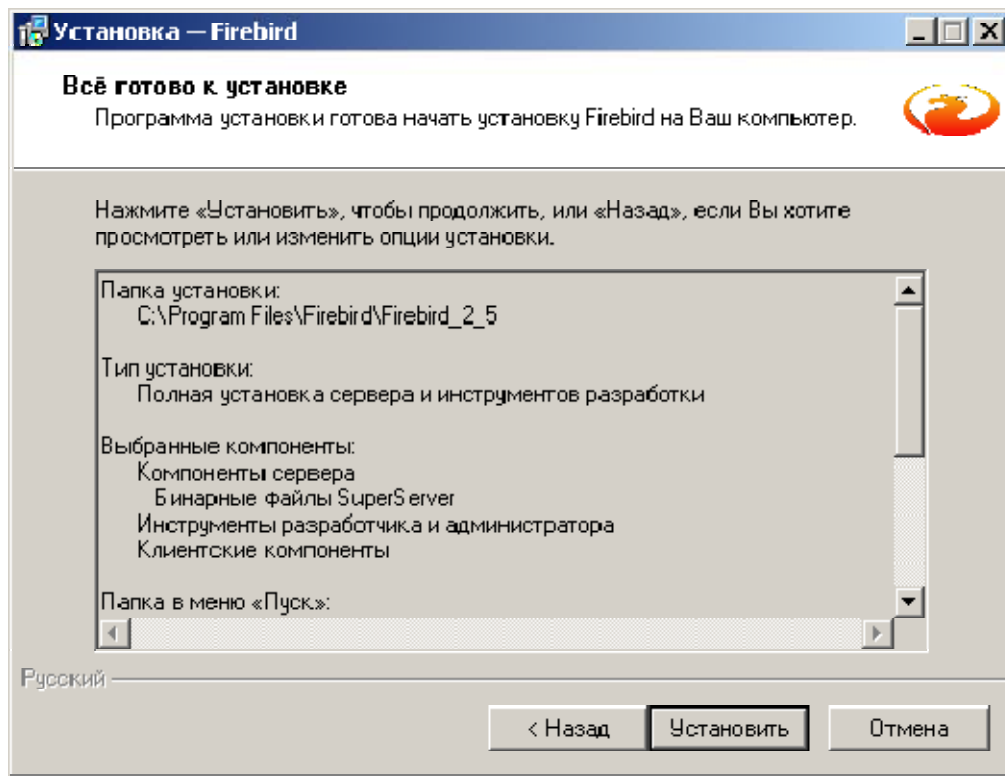 Установка — Firebird
Всё готово к установке
Программа установки готова начать установку Firebird на Ваш компьютер.
Нажмите «Установить», чтобы продолжить, или «Назад», если Вы хотите
просмотреть или изменить опции установки.
Папка установки:
C:\Program Files\Firebird\Firebird_2_5
Тип установки:
Полная установка сервера и инструментов разработки
Выбранные компоненты:
Компоненты сервера
Бинарные файлы SuperServer
Инструменты разработчика и администратора
Клиентские компоненты
Папка в меню «Пуск»:
Русский
< Назад Установить Отмена